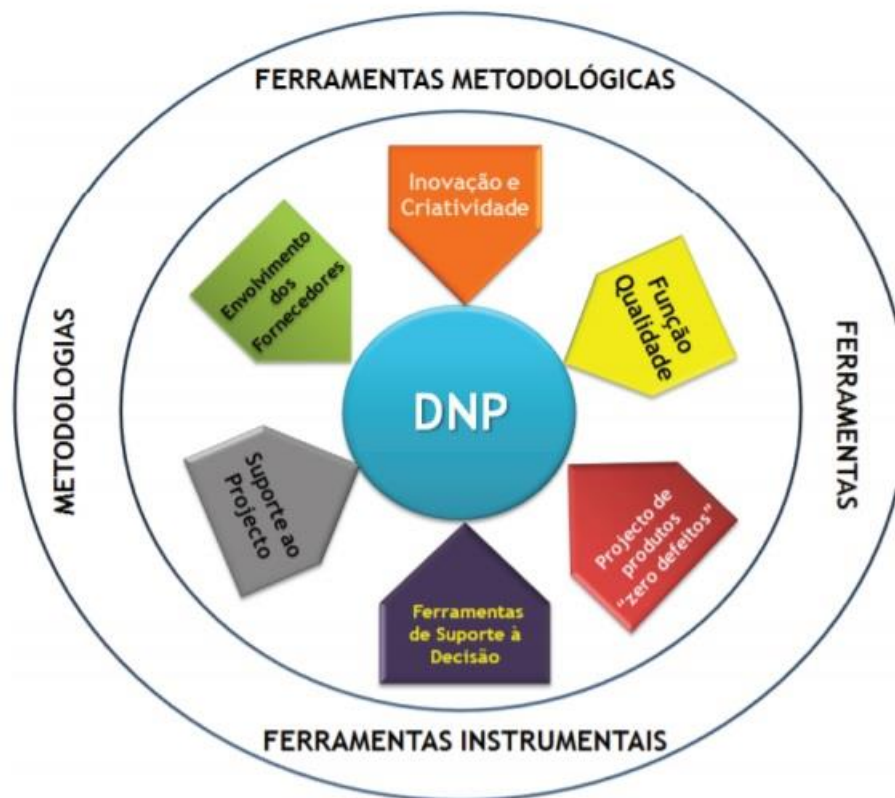 FERRAMENTAS METODOLÓGICAS
Inovação e
Criatividade
Envolvimento
dos
Fornecedores
Função
Qualidade
METODOLOGIAS
DNP
FERRAMENTAS
Suporte ao
Projecto
Projecto de
produtos
“zero defeitos”
Ferramentas
de Suporte à
Decisão
FERRAMENTAS INSTRUMENTAIS